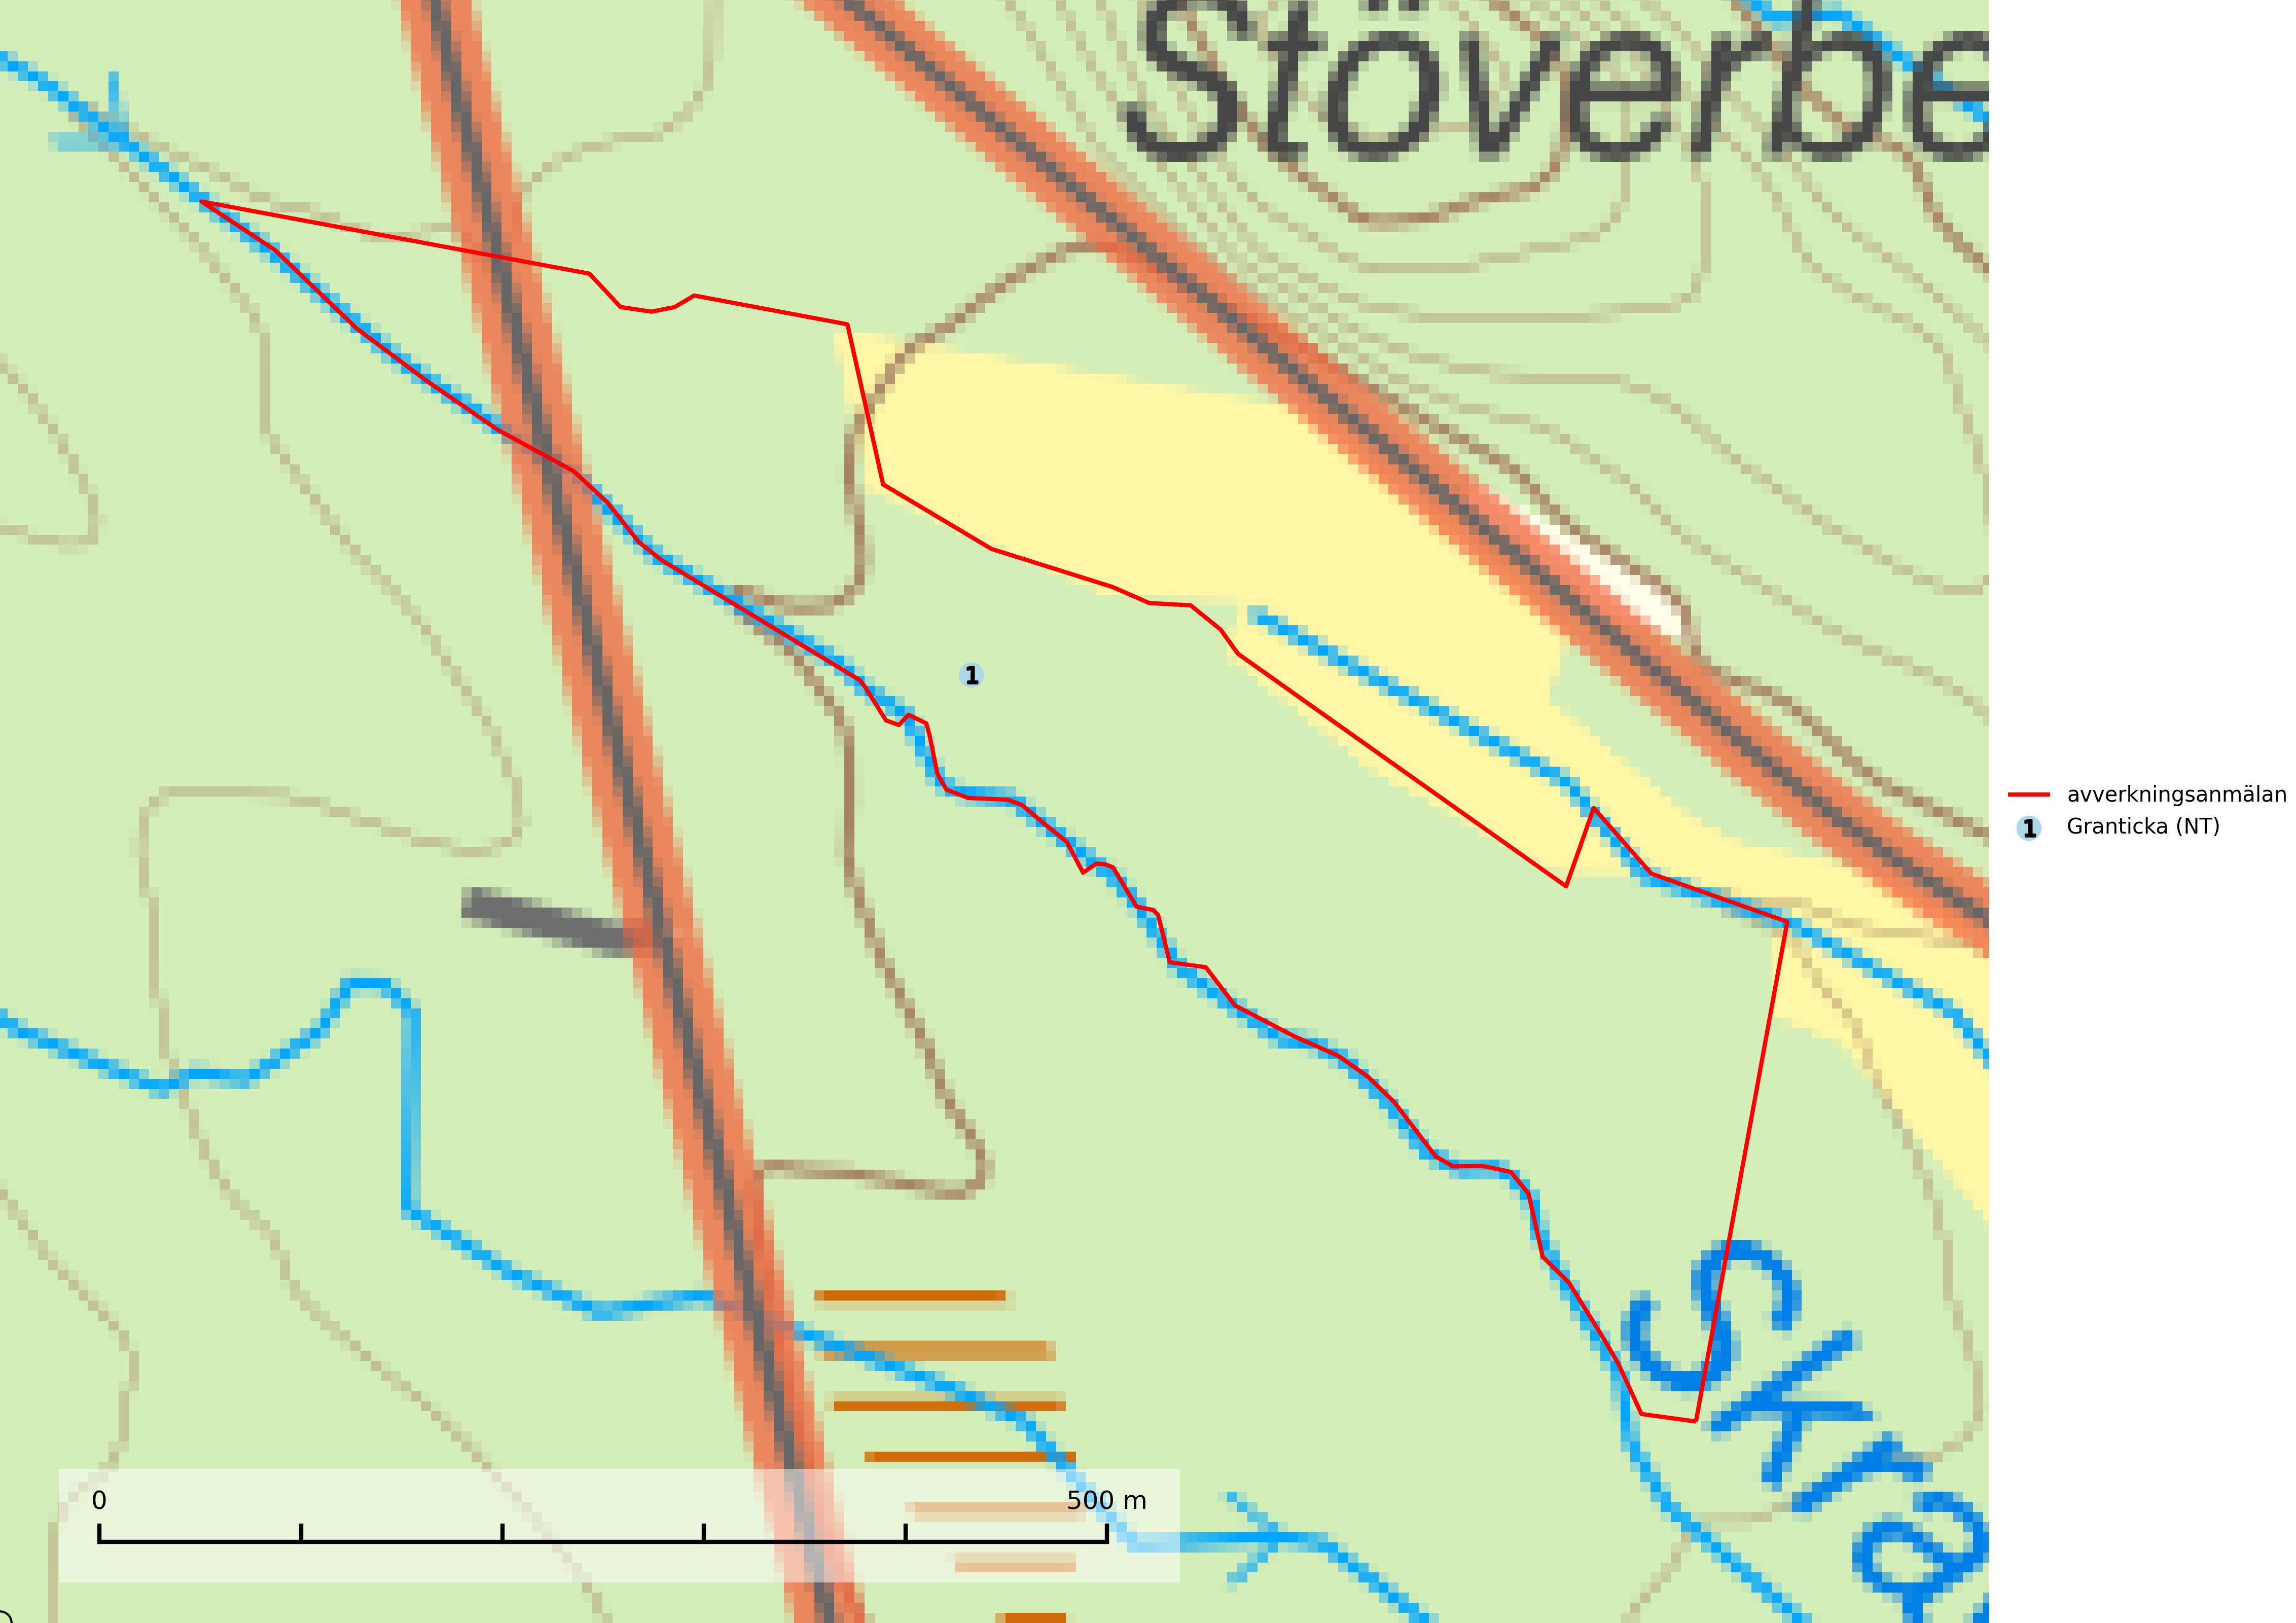 Stöverbe
1
avverkningsanmälan
1 Granticka (NT)
Skra
0 500 m